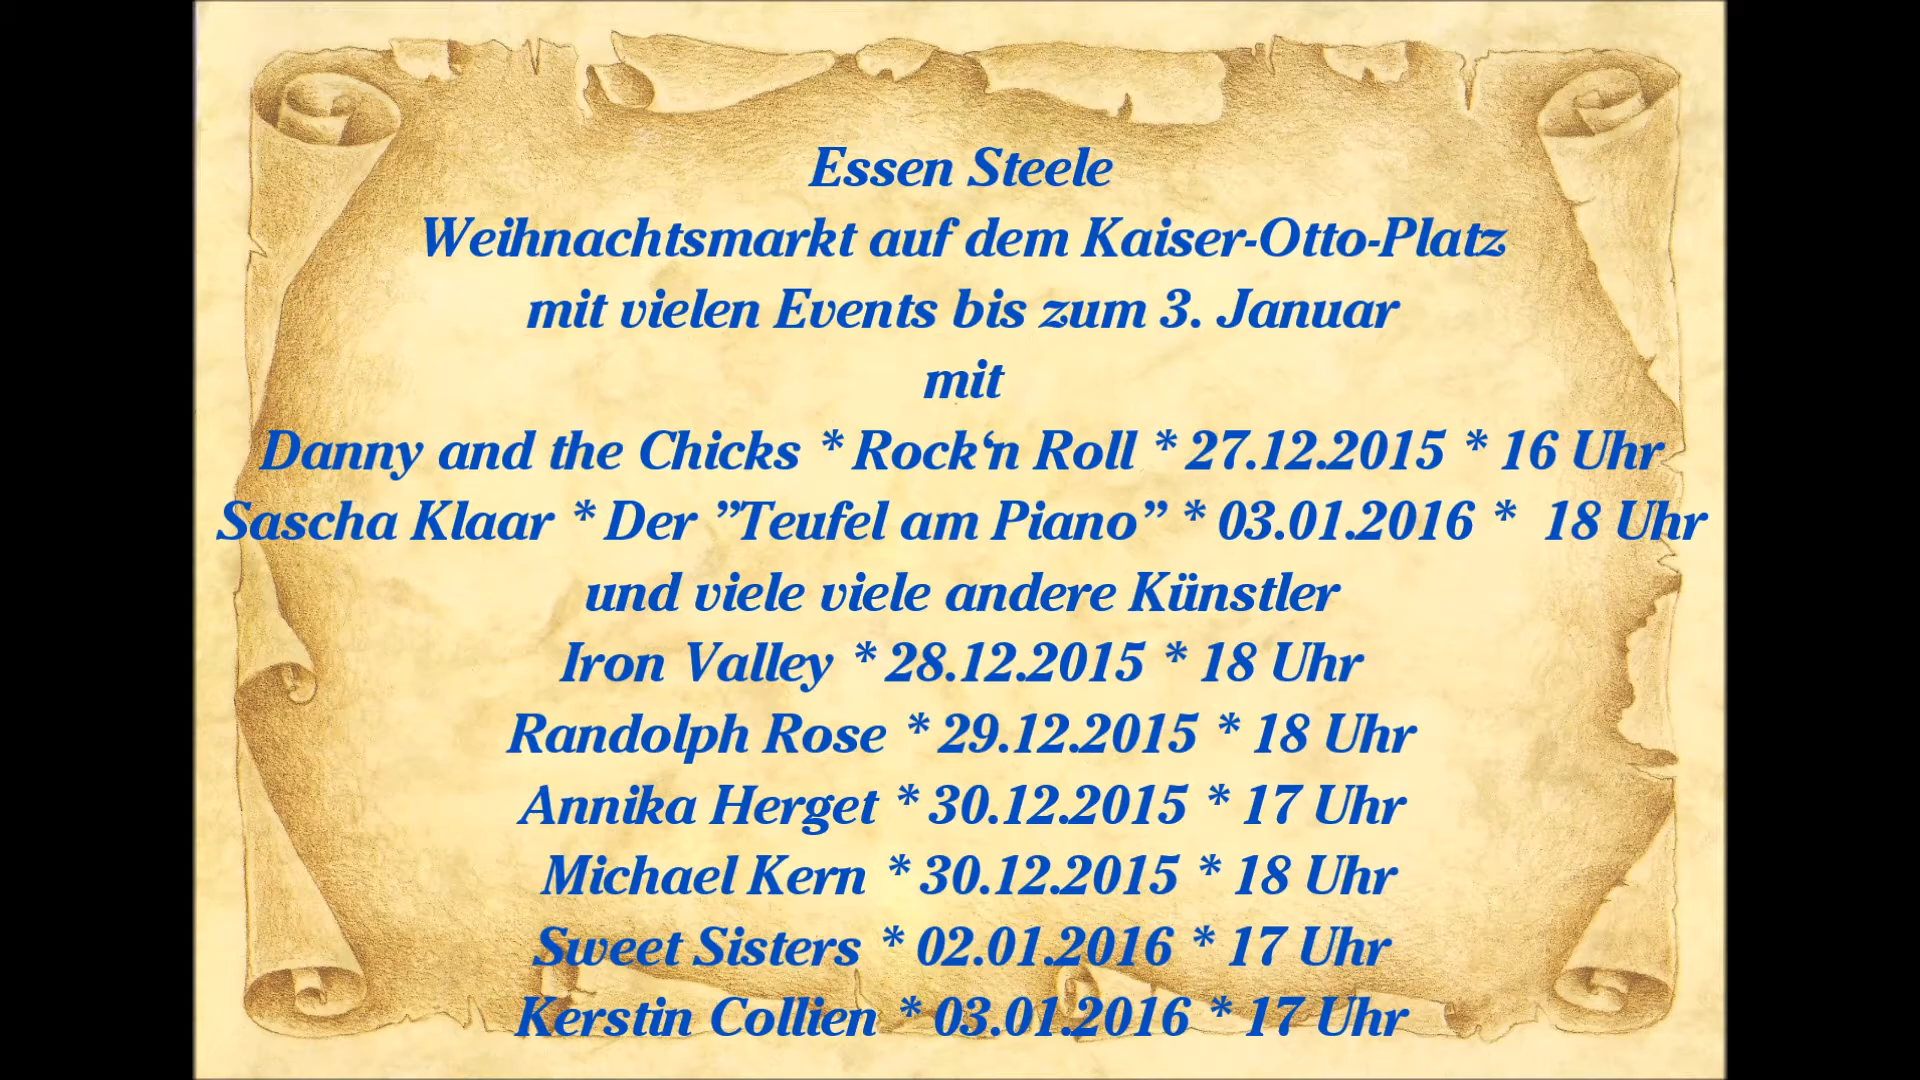 Essen Steele
Weihnachtsmarkt auf dem Kaiser-Otto-Platz
mit vielen Events bis zum 3. Januar
mit
Danny and the Chicks * Rock‘n Roll * 27.12.2015 * 16 Uhr
Sascha Klaar * Der ”Teufel am Piano” * 03.01.2016 * 18 Uhr
und viele viele andere Künstler
Iron Valley * 28.12.2015 * 18 Uhr
Randolph Rose * 29.12.2015 * 18 Uhr
Annika Herget * 30.12.2015 * 17 Uhr
Michael Kern * 30.12.2015 * 18 Uhr
Sweet Sisters * 02.01.2016 * 17 Uhr
Kerstin Collien * 03.01.2016 * 17 Uhr